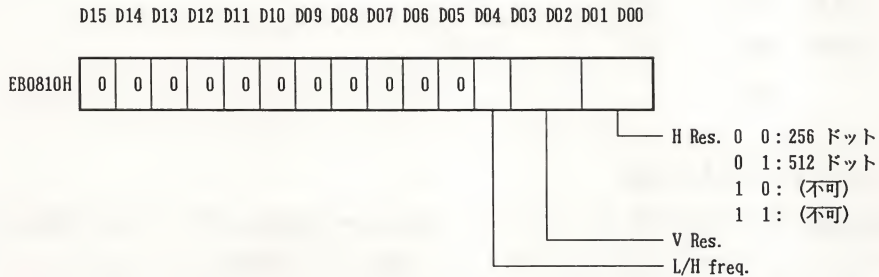 D15 D14 D13 D12 D11 D10 D09 D08 D07 D06 D05 D04 D03 D02 D01 D00
EB0810H 0 0 0 0 0 0 0 0 0 0 0
H Res. 0 0:256 ドット
0 1:512 ドット
1 0: (不可)
1 1: (不可)
V Res.
L/H freq.